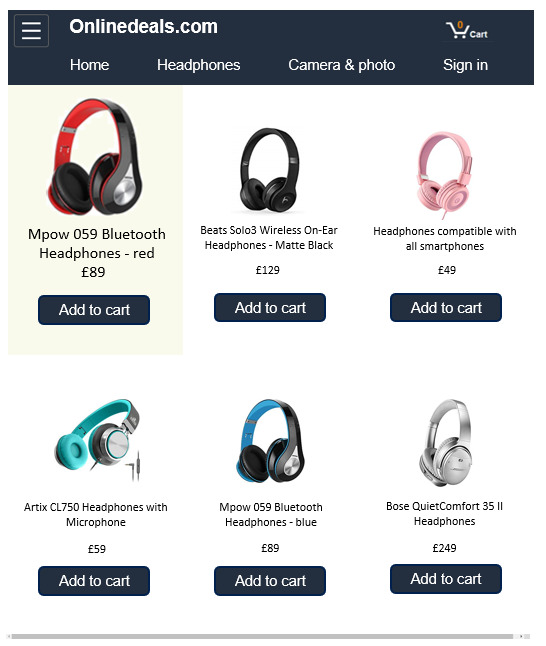 Onlinedeals.com
0
Cart
Home Headphones Camera & photo Sign in
Mpow 059 Bluetooth
Headphones - red
£89
Add to cart
Beats Solo3 Wireless On-Ear
Headphones - Matte Black
£129
Add to cart
Headphones compatible with
all smartphones
£49
Add to cart
Artix CL750 Headphones with
Microphone
£59
Add to cart
Mpow 059 Bluetooth
Headphones - blue
£89
Add to cart
Bose QuietComfort 35 II
Headphones
£249
Add to cart